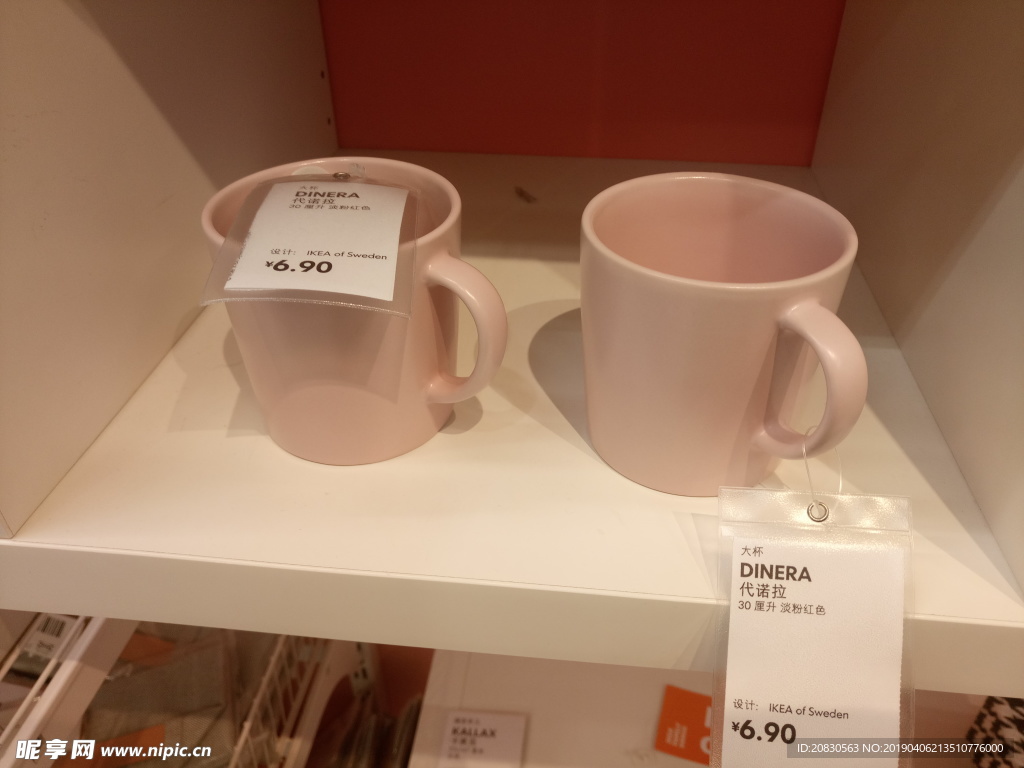 大杯
DINERA
代诺拉
30 厘升 淡粉红色
设计: IKEA of Sweden
¥6.90
大杯
DINERA
代诺拉
30 厘升 淡粉红色
设计: IKEA of Sweden
¥6.90
KALLAX
昵享网 www.nipic.cn
ID:20830563 NO:20190406213510776000